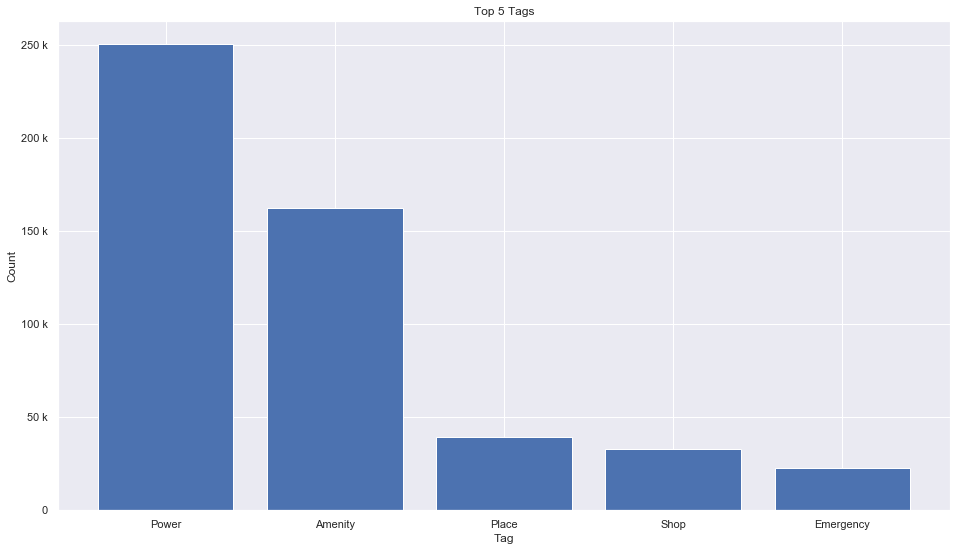 Top 5 Tags
250 k
200 k
150 k
100 k
50 k
0
Count
Power
Amenity
Place
Shop
Emergency
Tag